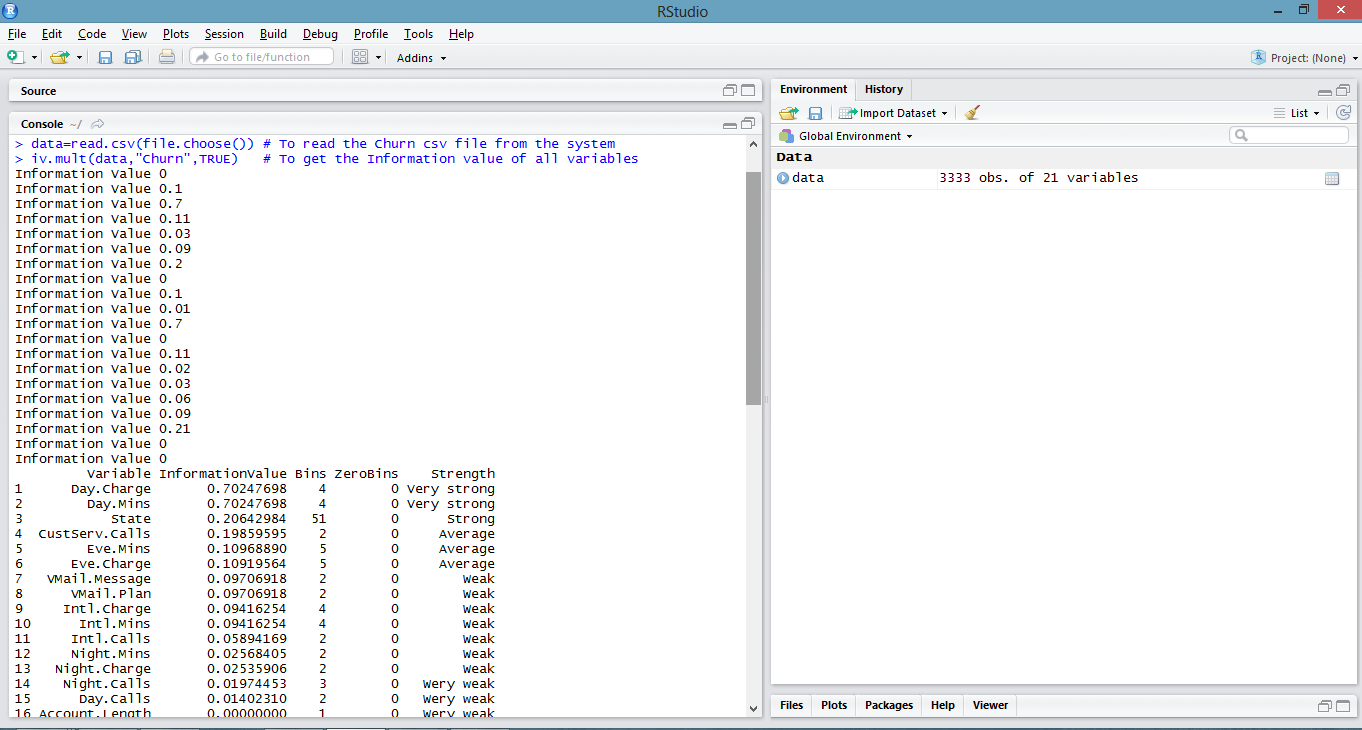 RStudio
File Edit Code View Plots Session Build Debug Profile Tools Help
Go to file/function Addins Project: (None)
Source
Console ~/
> data=read.csv(file.choose()) # To read the Churn csv file from the system
> iv.mult(data,"Churn",TRUE)   # To get the Information value of all variables
Information Value 0
Information Value 0.1
Information Value 0.7
Information Value 0.11
Information Value 0.03
Information Value 0.09
Information Value 0.2
Information Value 0
Information Value 0.1
Information Value 0.01
Information Value 0.7
Information Value 0
Information Value 0.11
Information Value 0.02
Information Value 0.03
Information Value 0.06
Information Value 0.09
Information Value 0.21
Information Value 0
Information Value 0
Variable InformationValue Bins ZeroBins Strength
1 Day.Charge 0.70247698 4 0 Very strong
2 Day.Mins 0.70247698 4 0 Very strong
3 State 0.20642984 51 0 Strong
4 CustServ.Calls 0.19859595 2 0 Average
5 Eve.Mins 0.10968890 5 0 Average
6 Eve.Charge 0.10919564 5 0 Average
7 VMail.Message 0.09706918 2 0 Weak
8 VMail.Plan 0.09706918 2 0 Weak
9 Intl.Charge 0.09416254 4 0 Weak
10 Intl.Mins 0.09416254 4 0 Weak
11 Intl.Calls 0.05894169 2 0 Weak
12 Night.Mins 0.02568405 2 0 Weak
13 Night.Charge 0.02535906 2 0 Weak
14 Night.Calls 0.01974453 3 0 Wery weak
15 Day.Calls 0.01402310 2 0 Wery weak
16 Account.Length 0.00000000 1 0 Wery weak
Environment History
Import Dataset List
Global Environment
Data
data 3333 obs. of 21 variables
Files Plots Packages Help Viewer